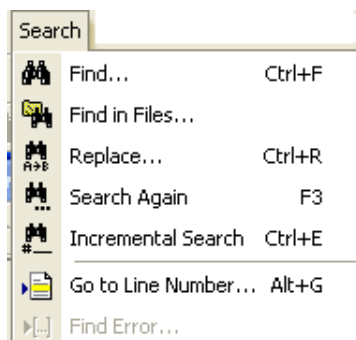 Search
Find... Ctrl+F
Find in Files...
A→B Replace... Ctrl+R
... Search Again F3
#__ Incremental Search Ctrl+E
Go to Line Number... Alt+G
[...] Find Error...